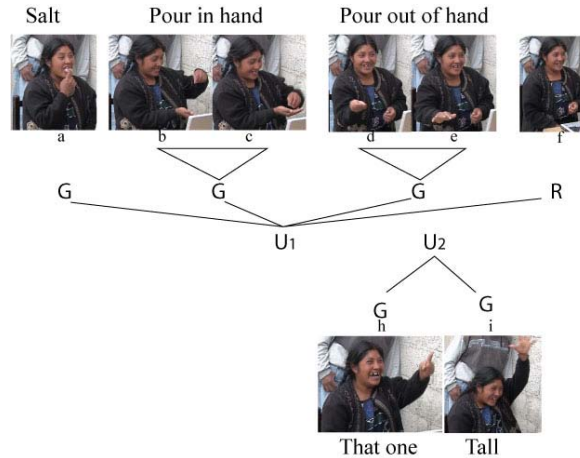 Salt Pour in hand Pour out of hand
a b c d e f
G G G R
U1 U2
G G
h i
That one Tall